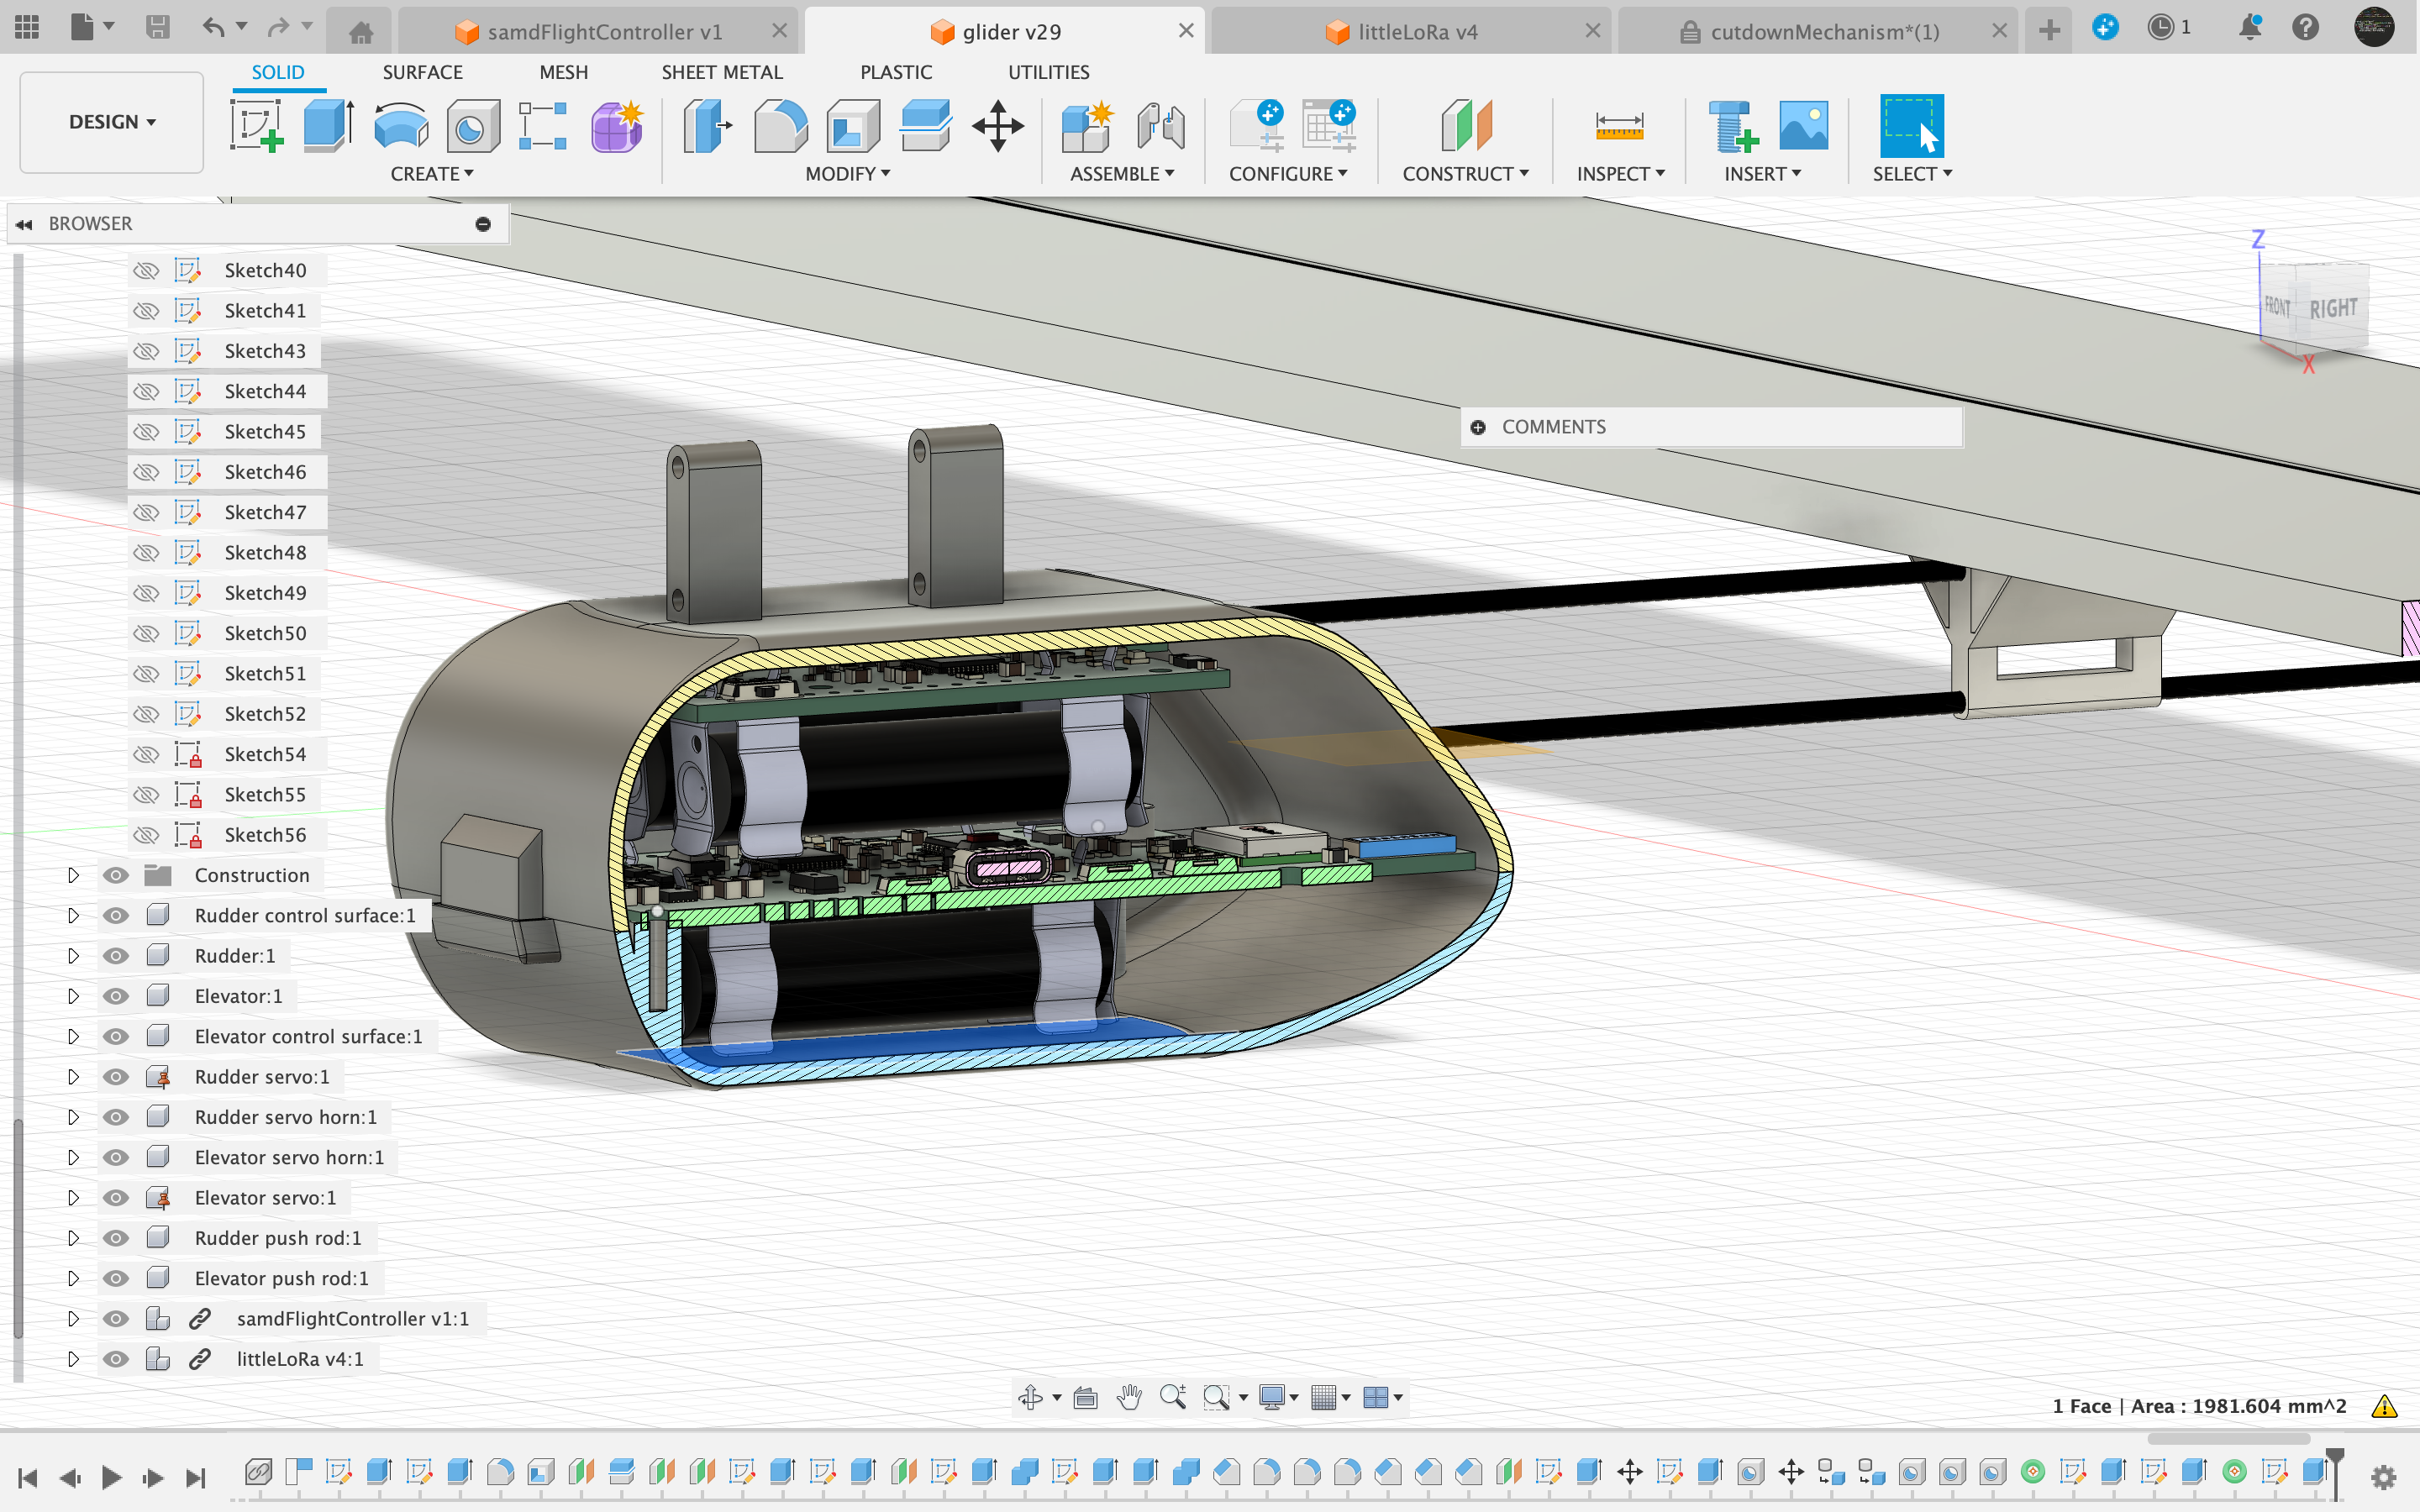 samdFlightController v1
glider v29
littleLoRa v4
cutdownMechanism*(1)
1
DESIGN
SOLID
SURFACE
MESH
SHEET METAL
PLASTIC
UTILITIES
CREATE
MODIFY
ASSEMBLE
CONFIGURE
CONSTRUCT
INSPECT
INSERT
SELECT
BROWSER
Sketch40
Sketch41
Sketch43
Sketch44
Sketch45
Sketch46
Sketch47
Sketch48
Sketch49
Sketch50
Sketch51
Sketch52
Sketch54
Sketch55
Sketch56
Construction
Rudder control surface:1
Rudder:1
Elevator:1
Elevator control surface:1
Rudder servo:1
Rudder servo horn:1
Elevator servo horn:1
Elevator servo:1
Rudder push rod:1
Elevator push rod:1
samdFlightController v1:1
littleLoRa v4:1
COMMENTS
Z
FRONT
RIGHT
X
1 Face | Area : 1981.604 mm^2